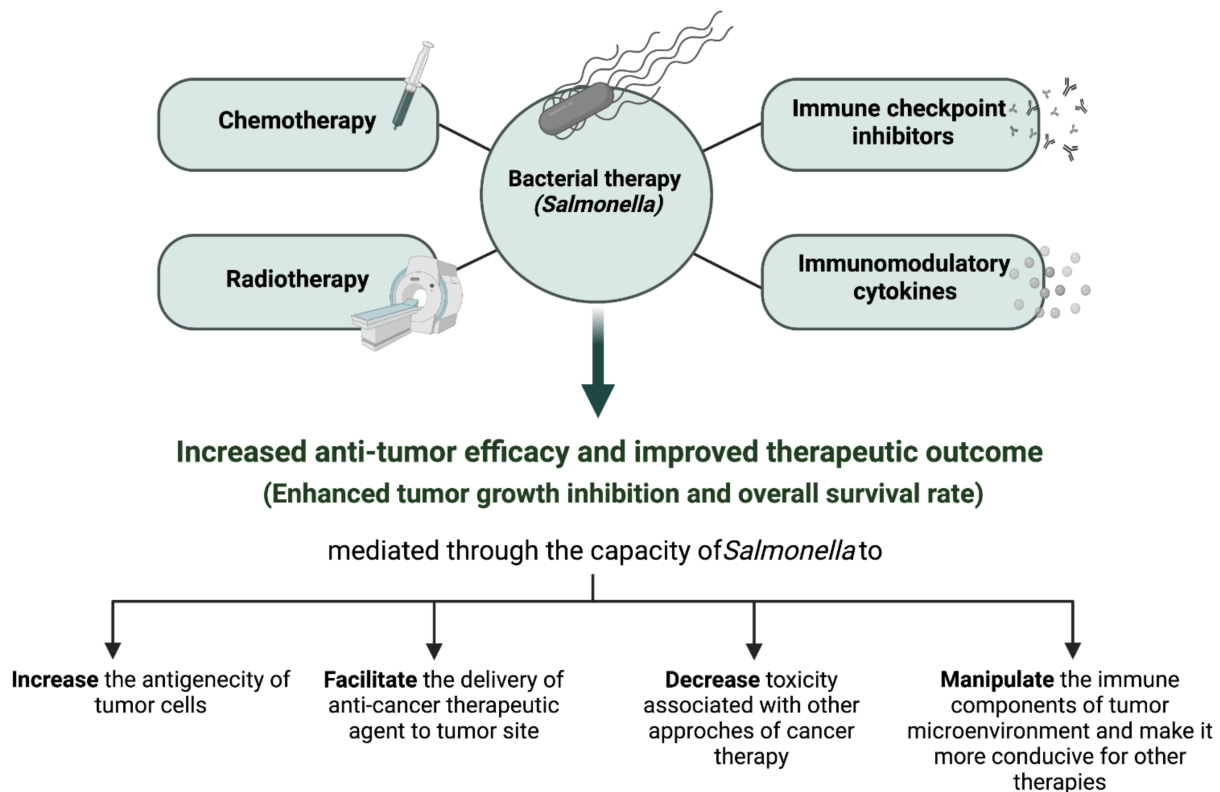 Chemotherapy
Bacterial therapy
(Salmonella)
Immune checkpoint
inhibitors
Radiotherapy
Immunomodulatory
cytokines
Increased anti-tumor efficacy and improved therapeutic outcome
(Enhanced tumor growth inhibition and overall survival rate)
mediated through the capacity of Salmonella to
Increase the antigenecity of
tumor cells
Facilitate the delivery of
anti-cancer therapeutic
agent to tumor site
Decrease toxicity
associated with other
approches of cancer
therapy
Manipulate the immune
components of tumor
microenvironment and make it
more conducive for other
therapies